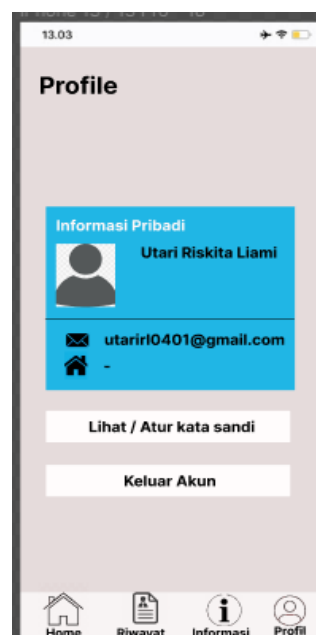 13.03
Profile
Informasi Pribadi
Utari Riskita Liami
utarirl0401@gmail.com
-
Lihat / Atur kata sandi
Keluar Akun
Home Riwayat Informasi Profil